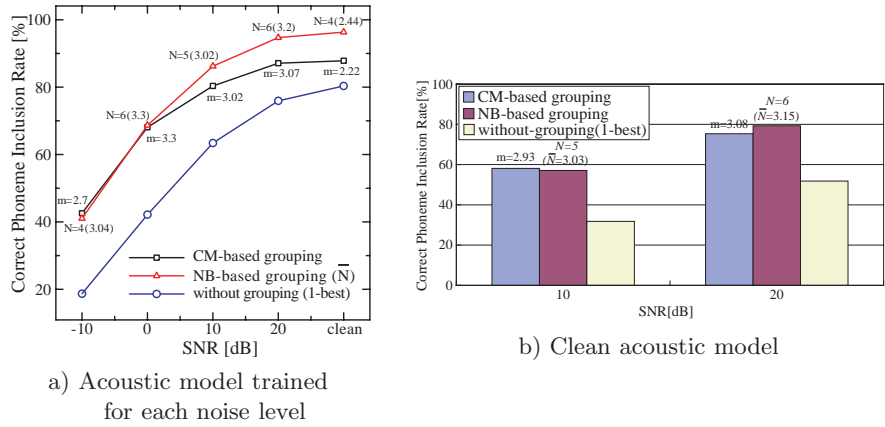 Correct Phoneme Inclusion Rate [%]
100
80
60
40
20
N=4(2.44)
N=6(3.2)
N=5(3.02)
N=6(3.3)
m=2.22
m=3.07
m=3.02
m=3.3
m=2.7
N=4(3.04)
CM-based grouping
NB-based grouping (N̅)
without grouping (1-best)
-10 0 10 20 clean
SNR [dB]
a) Acoustic model trained
for each noise level
Correct Phoneme Inclusion Rate[%]
100
80
60
40
20
0
CM-based grouping
NB-based grouping
without-grouping(1-best)
N=6
(N̅=3.15)
m=3.08
N=5
(N̅=3.03)
m=2.93
10 20
SNR[dB]
b) Clean acoustic model